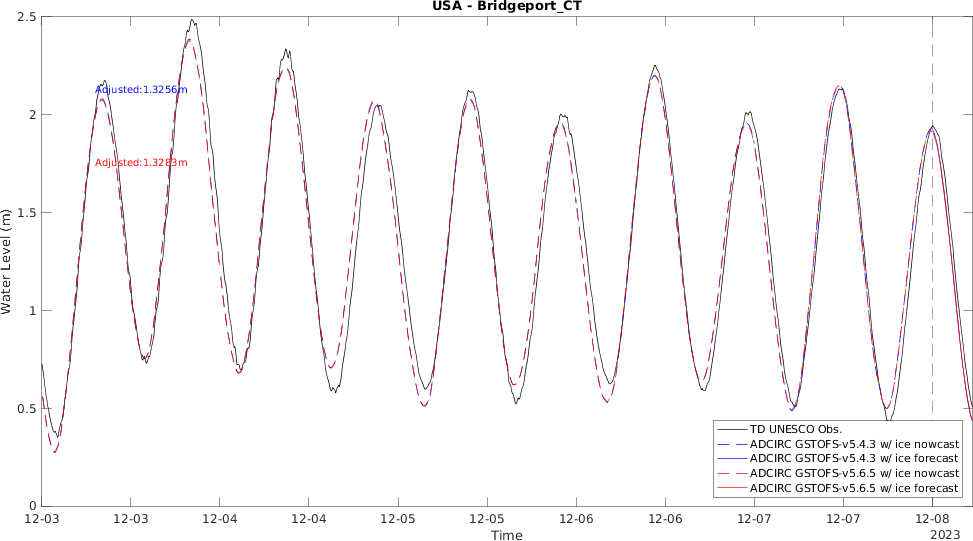 USA - Bridgeport_CT
2.5
2
1.5
1
0.5
0
Water Level (m)
Adjusted:1.3256m
Adjusted:1.3283m
TD UNESCO Obs.
ADCIRC GSTOFS-v5.4.3 w/ ice nowcast
ADCIRC GSTOFS-v5.4.3 w/ ice forecast
ADCIRC GSTOFS-v5.6.5 w/ ice nowcast
ADCIRC GSTOFS-v5.6.5 w/ ice forecast
12-03 12-03 12-04 12-04 12-05 12-05 12-06 12-06 12-07 12-07 12-08
Time
2023